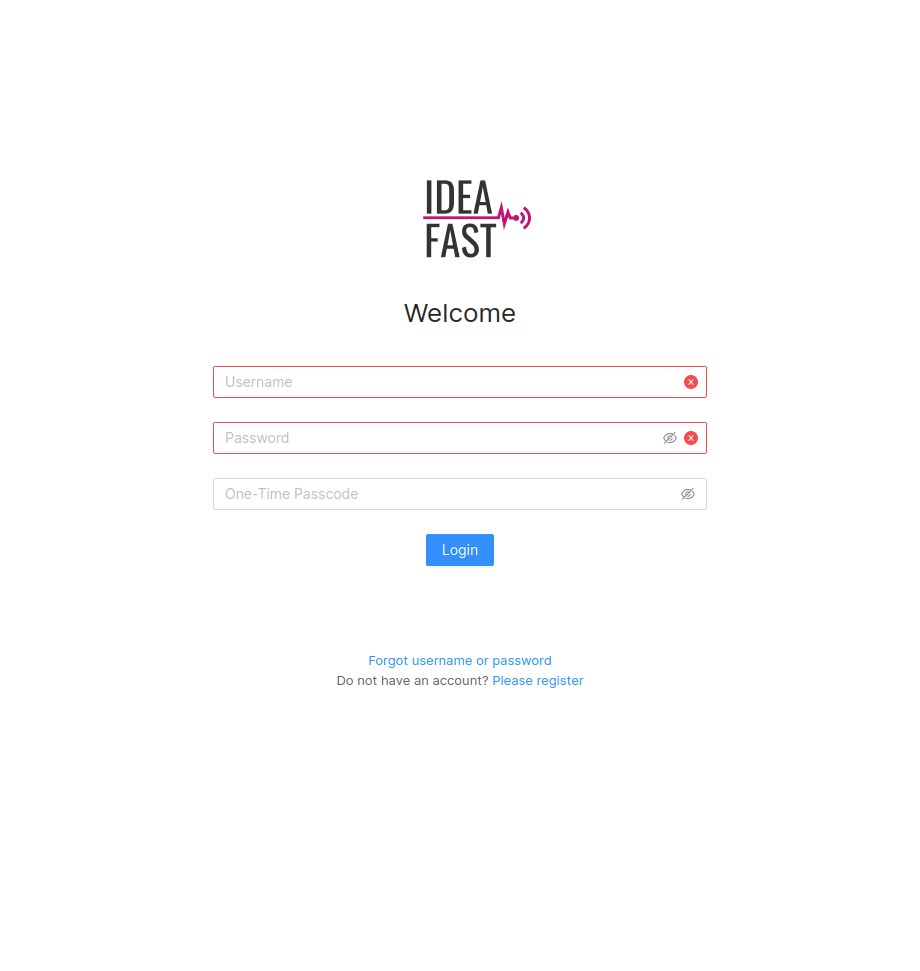 IDEA
FAST
Welcome
Username
Password
One-Time Passcode
Login
Forgot username or password
Do not have an account? Please register